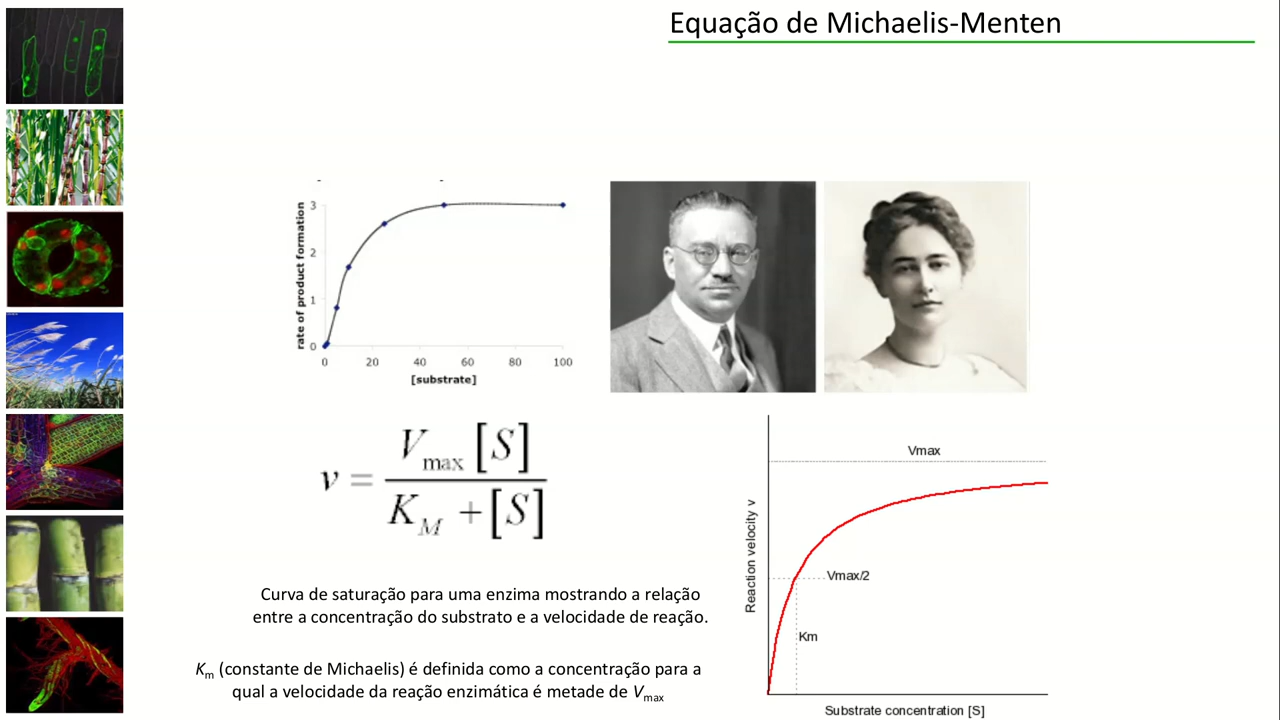 Equação de Michaelis-Menten
rate of product formation
3
2
1
0
0 20 40 60 80 100
[substrate]
v = Vmax [S] / KM + [S]
Vmax
Reaction velocity v
Vmax/2
Km
Substrate concentration [S]
Curva de saturação para uma enzima mostrando a relação
entre a concentração do substrato e a velocidade de reação.
Km (constante de Michaelis) é definida como a concentração para a
qual a velocidade da reação enzimática é metade de Vmax